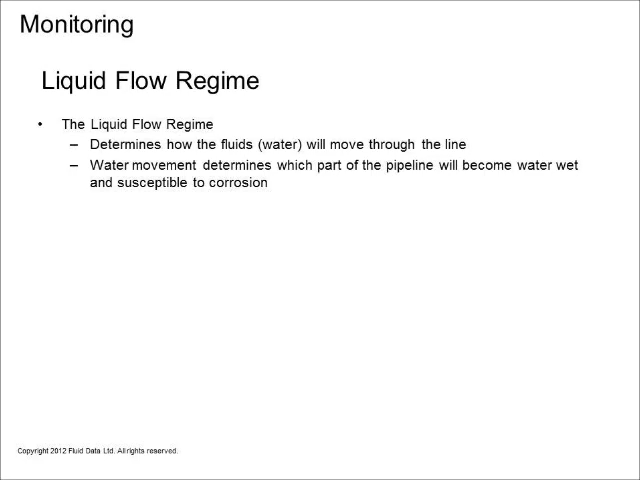 Monitoring
Liquid Flow Regime
• The Liquid Flow Regime
– Determines how the fluids (water) will move through the line
– Water movement determines which part of the pipeline will become water wet
and susceptible to corrosion
Copyright 2012 Fluid Data Ltd. All rights reserved.